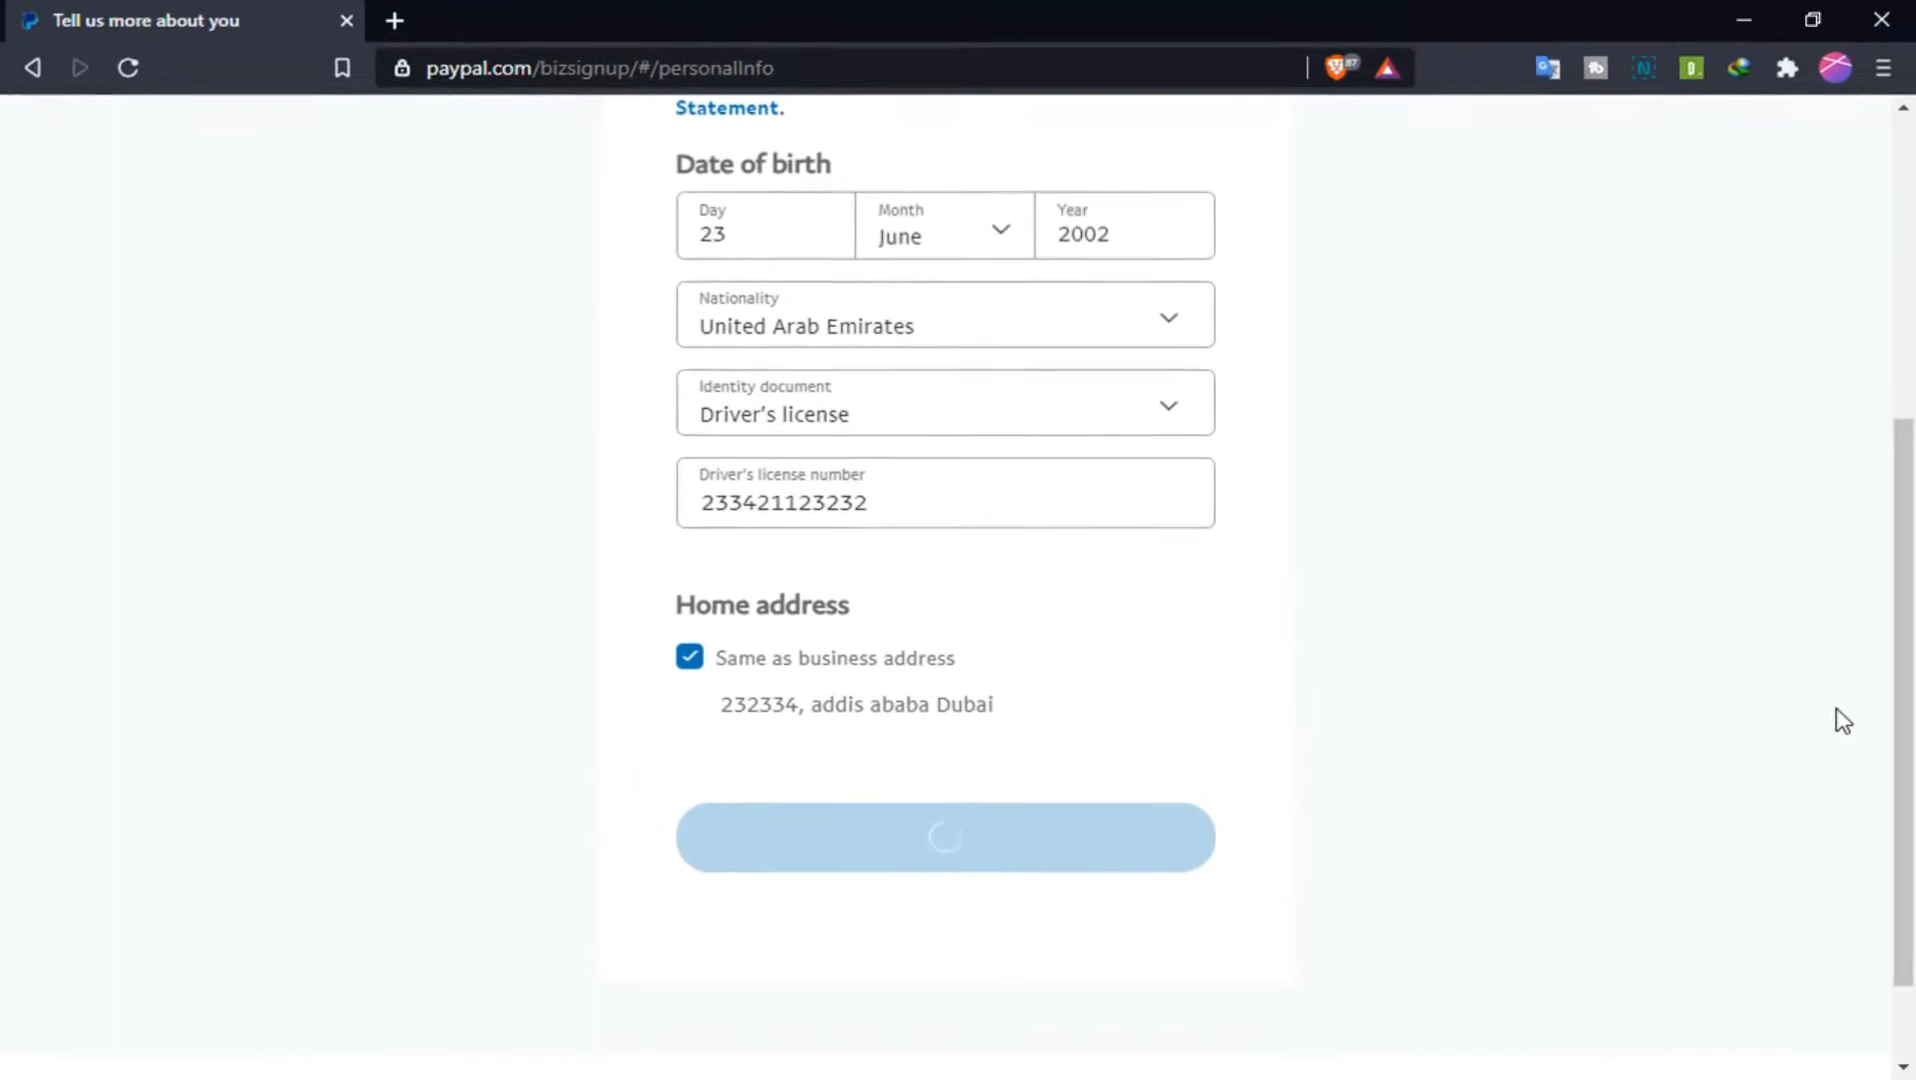 Tell us more about you
paypal.com/bizsignup/#/personalInfo
87
Statement.
Date of birth
Day
23
Month
June
Year
2002
Nationality
United Arab Emirates
Identity document
Driver's license
Driver's license number
233421123232
Home address
Same as business address
232334, addis ababa Dubai